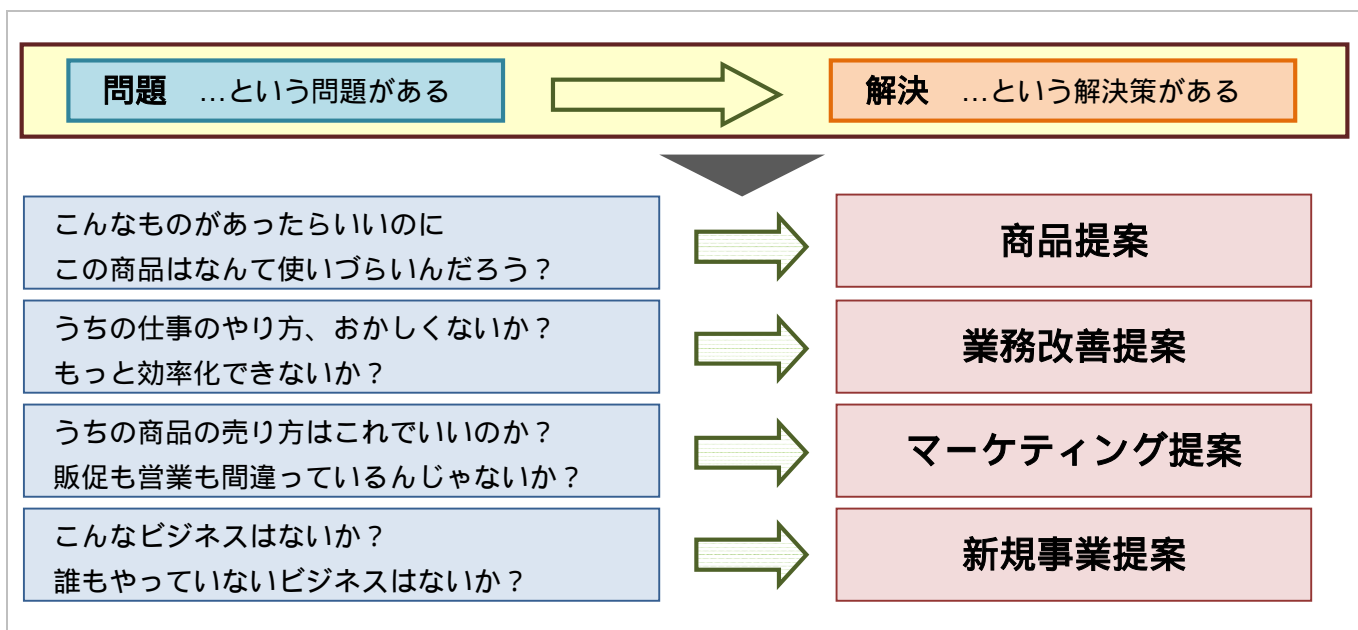 問題 …という問題がある
解決 …という解決策がある
こんなものがあったらいいのに
この商品はなんて使いづらいんだろう？
商品提案
うちの仕事のやり方、おかしくないか？
もっと効率化できないか？
業務改善提案
うちの商品の売り方はこれでいいのか？
販促も営業も間違っているんじゃないか？
マーケティング提案
こんなビジネスはないか？
誰もやっていないビジネスはないか？
新規事業提案